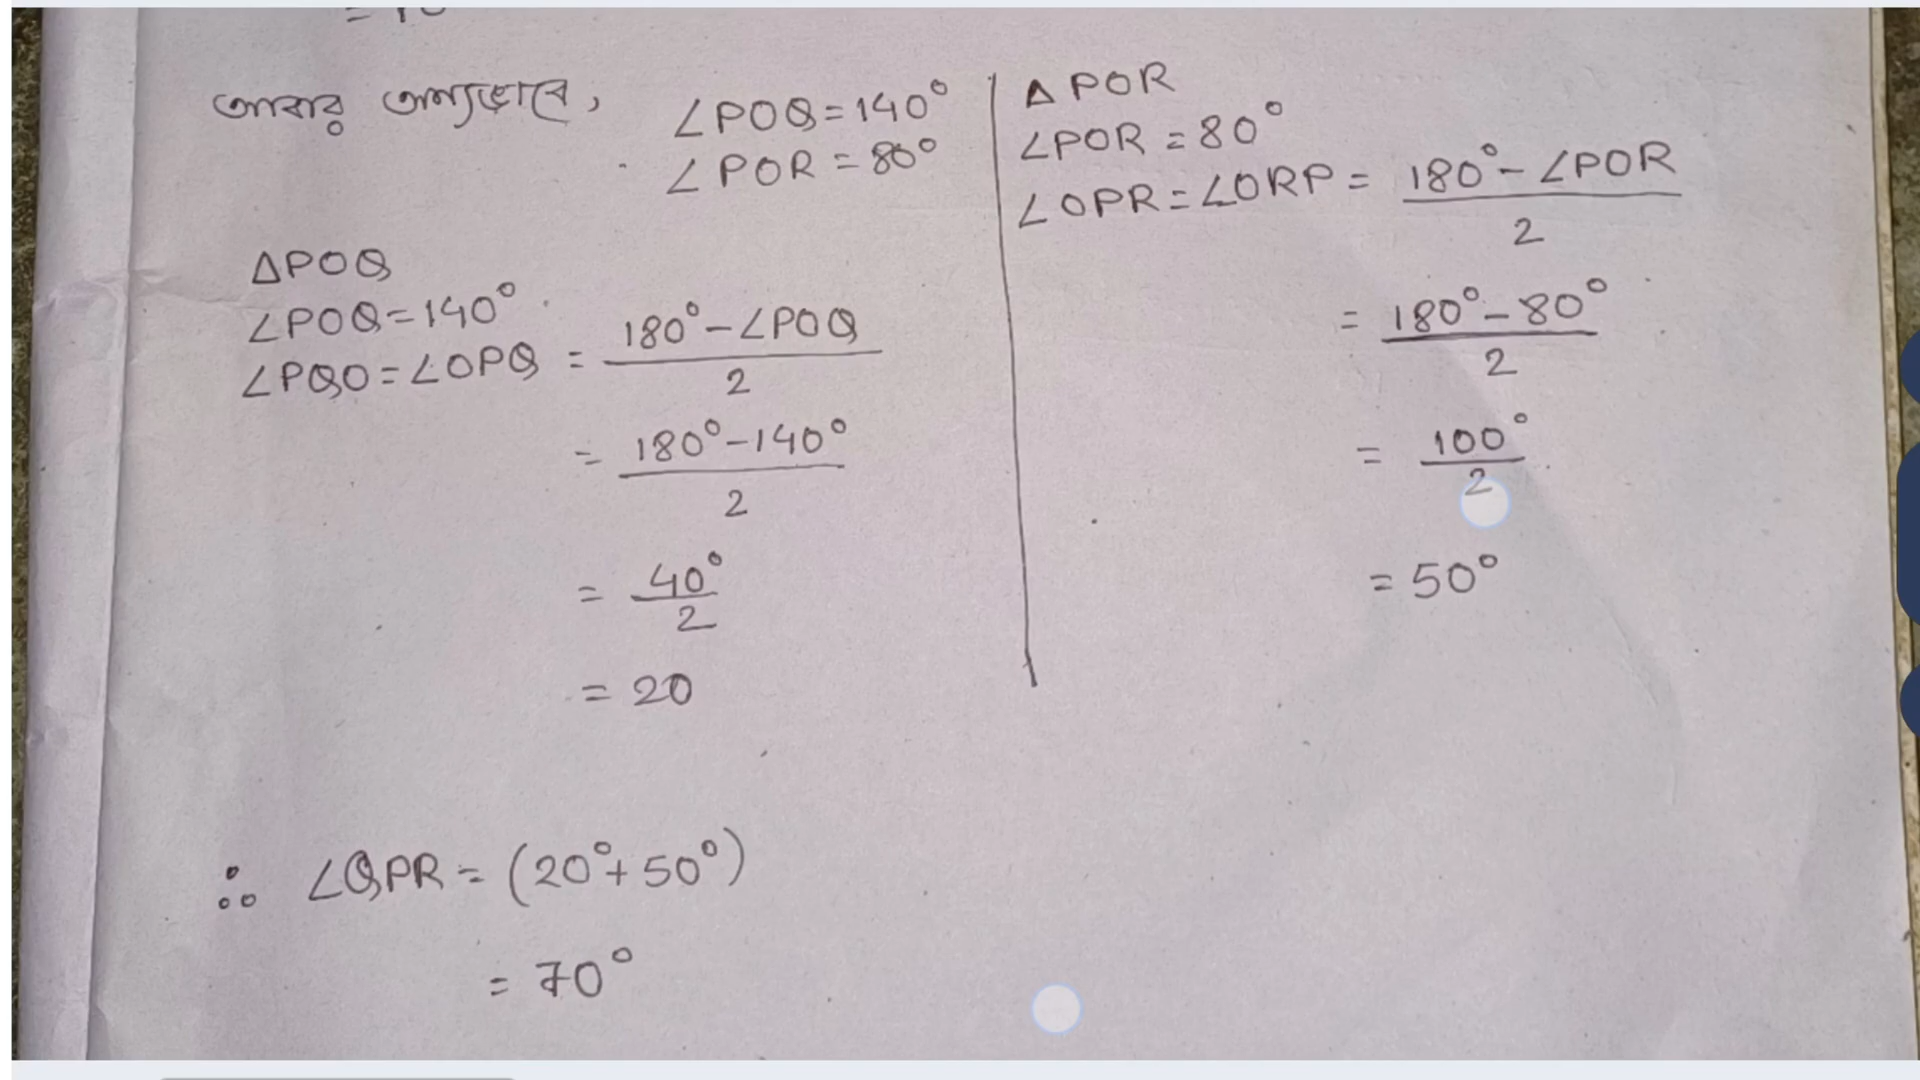 আবার অন্যভাবে, ∠POQ = 140°
∠POR = 80°
ΔPOQ
∠POQ = 140°
∠PQO = ∠OPQ = (180° - ∠POQ)/2
= (180° - 140°)/2
= 40°/2
= 20
Δ POR
∠POR = 80°
∠OPR = ∠ORP = (180° - ∠POR)/2
= (180° - 80°)/2
= 100°/2
= 50°
∴ ∠QPR = (20° + 50°)
= 70°